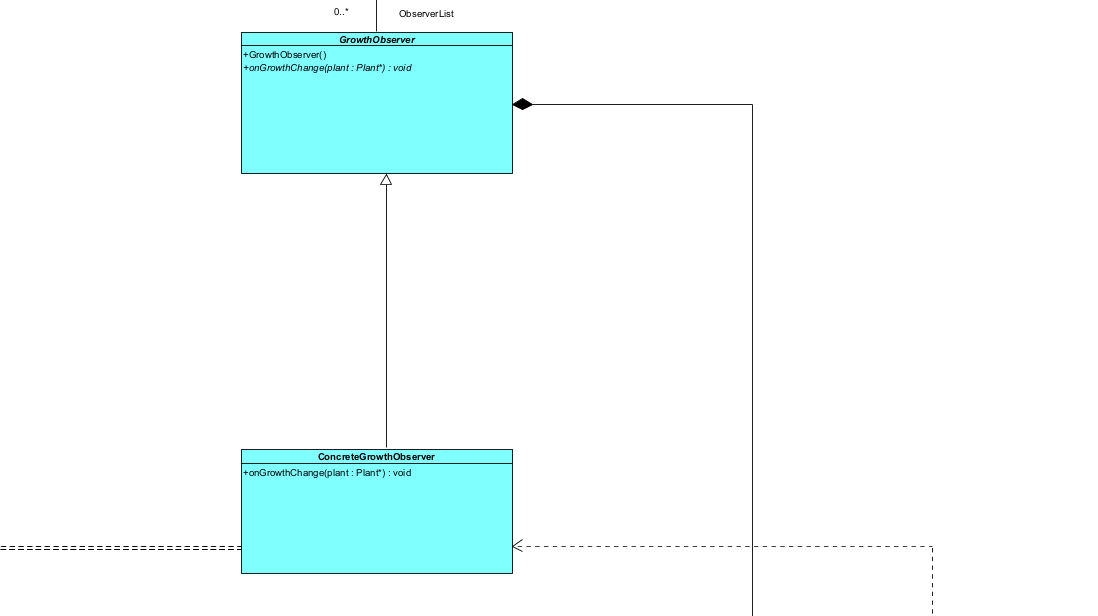 0..*
ObserverList
GrowthObserver
+GrowthObserver()
+onGrowthChange(plant : Plant*) : void
ConcreteGrowthObserver
+onGrowthChange(plant : Plant*) : void